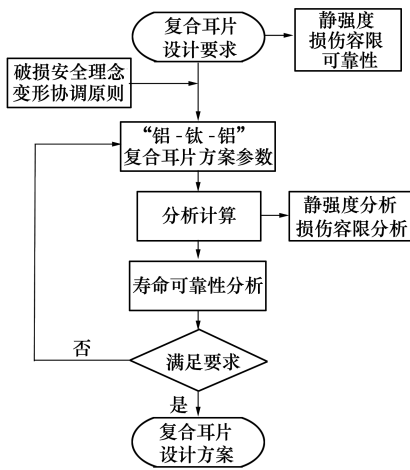 复合耳片
设计要求
静强度
损伤容限
可靠性
破损安全理念
变形协调原则
“铝-钛-铝”
复合耳片方案参数
分析计算
静强度分析
损伤容限分析
寿命可靠性分析
满足要求
否
是
复合耳片
设计方案